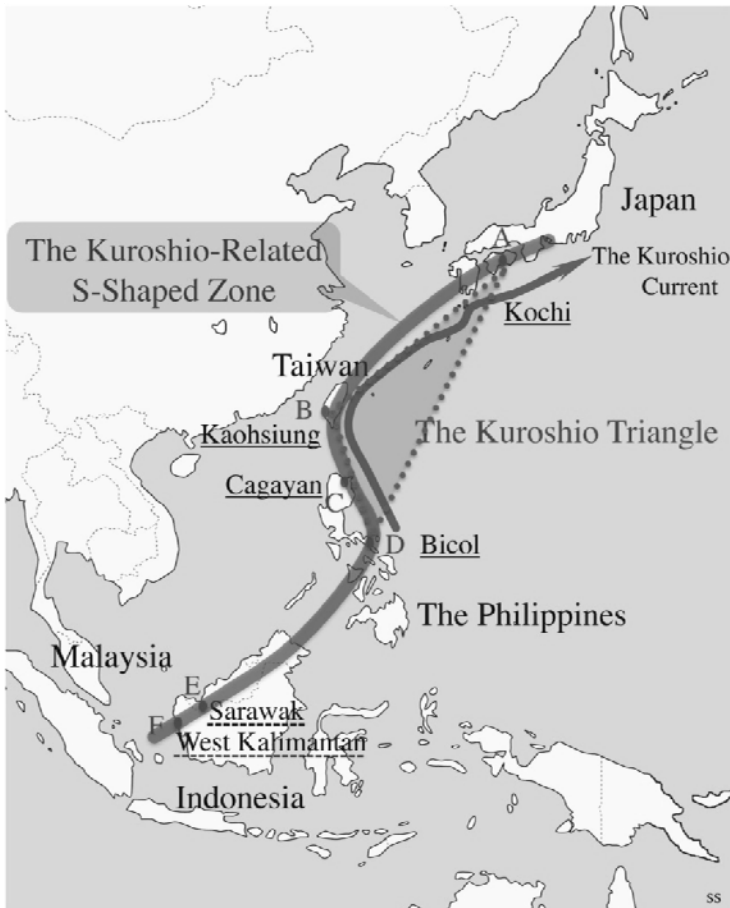 Japan
A
The Kuroshio-Related
S-Shaped Zone
The Kuroshio
Current
Kochi
Taiwan
B
Kaohsiung
The Kuroshio Triangle
Cagayan
C
D
Bicol
The Philippines
Malaysia
E
Sarawak
F
West Kalimantan
Indonesia
ss